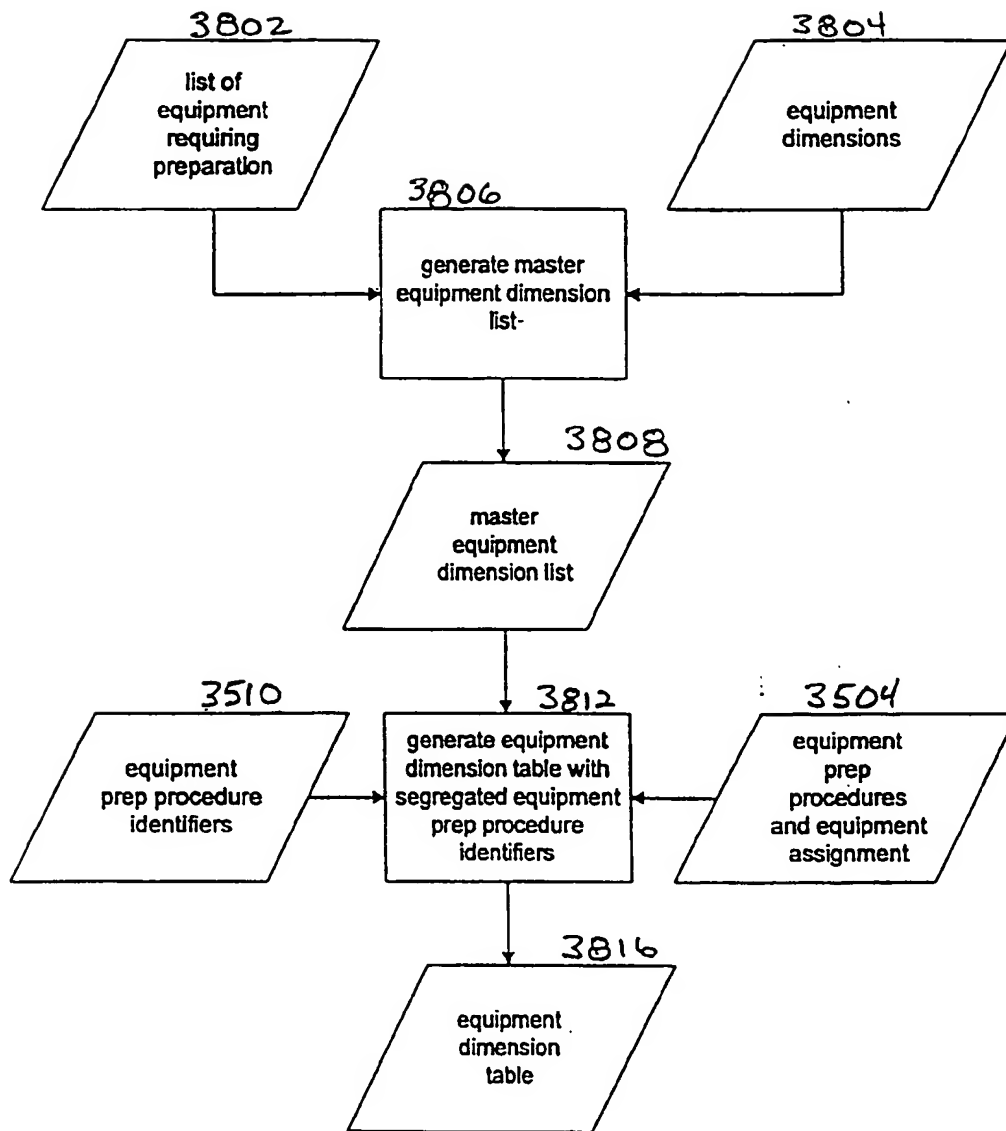 3802
list of
equipment
requiring
preparation
3804
equipment
dimensions
3806
generate master
equipment dimension
list-
3808
master
equipment
dimension list
3510
equipment
prep procedure
identifiers
3812
generate equipment
dimension table with
segregated equipment
prep procedure
identifiers
3504
equipment
prep
procedures
and equipment
assignment
3816
equipment
dimension
table